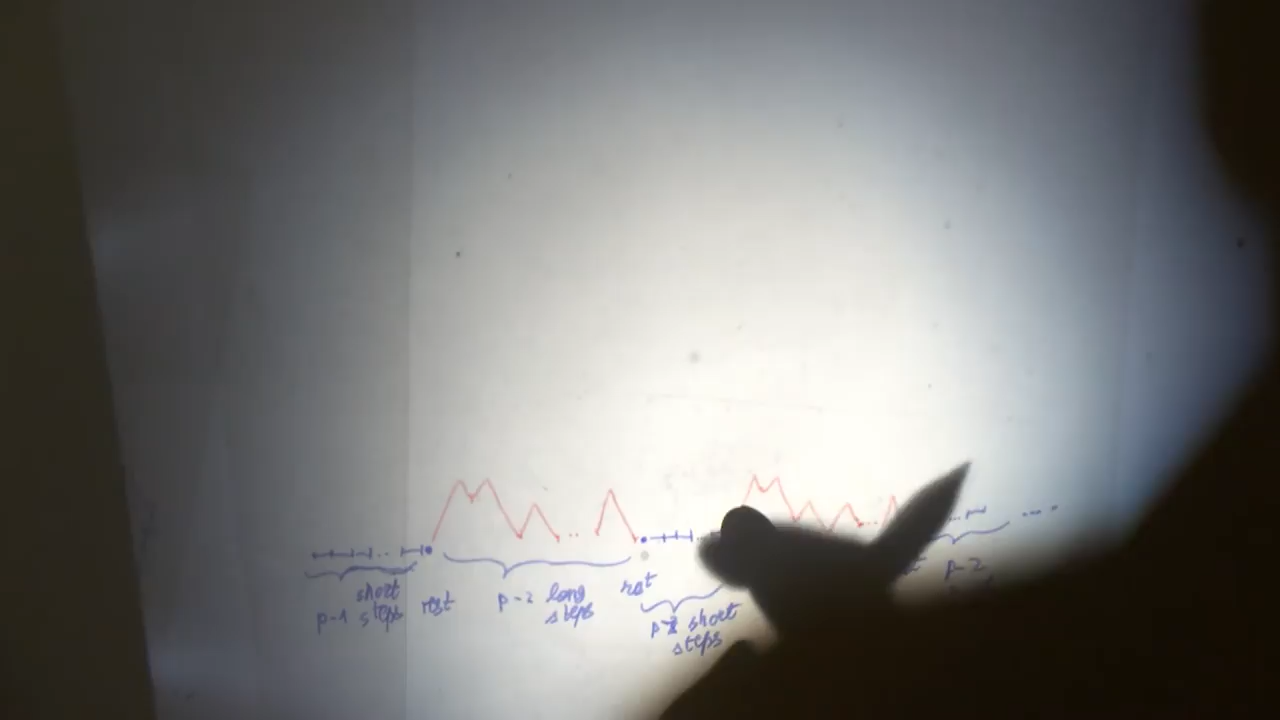 short
p-1 steps
rest
p-2 long
steps
rest
short
steps
p-2